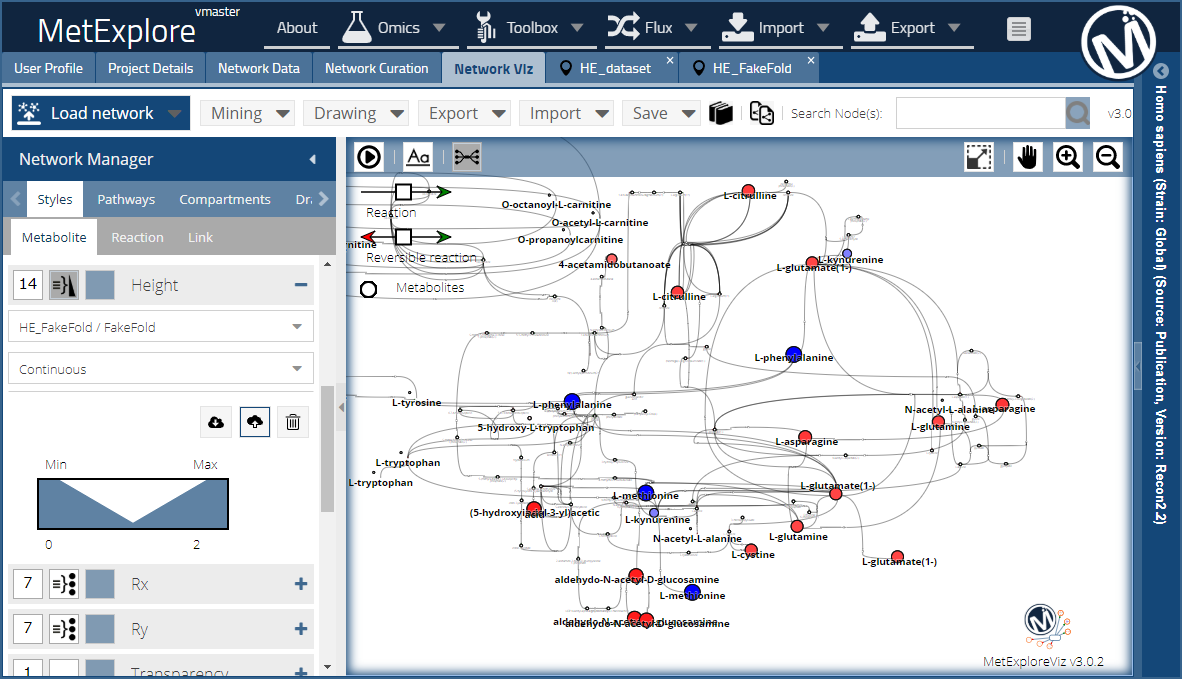 MetExplore vmaster
About
Omics
Toolbox
Flux
Import
Export
User Profile
Project Details
Network Data
Network Curation
Network Viz
HE_dataset ×
HE_FakeFold ×
Load network
Mining
Drawing
Export
Import
Save
Search Node(s):
v3.0
Network Manager
Styles
Pathways
Compartments
Metabolite
Reaction
Link
14
Height
HE_FakeFold / FakeFold
Continuous
Min
Max
0
2
7
Rx
7
Ry
1
Transparency
Aa
Reaction
Reversible reaction
Metabolites
O-octanoyl-L-carnitine
O-acetyl-L-carnitine
O-propanoylcarnitine
4-acetamidobutanoate
L-citrulline
L-kynurenine
L-glutamate(1-)
L-citrulline
L-phenylalanine
L-tyrosine
L-phenylalanine
N-acetyl-L-alanine
L-asparagine
5-hydroxy-L-tryptophan
L-glutamine
L-asparagine
L-tryptophan
L-tryptophan
L-glutamate(1-)
L-methionine
(5-hydroxyindol-3-yl)acetic
acid
L-kynurenine
N-acetyl-L-alanine
L-glutamine
L-cystine
L-glutamate(1-)
aldehydo-N-acetyl-D-glucosamine
L-methionine
aldehydo-N-acetyl-D-glucosamine
aldehydo-N-acetyl-D-glucosamine
MetExploreViz v3.0.2
Homo sapiens (Strain: Global) (Source: Publication, Version: Recon2.2)